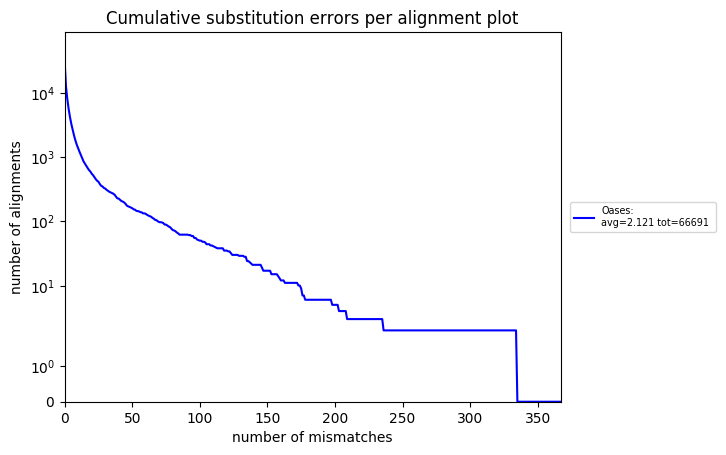 Cumulative substitution errors per alignment plot
number of alignments
10^4
10^3
10^2
10^1
10^0
0
0 50 100 150 200 250 300 350
number of mismatches
Oases:
avg=2.121 tot=66691